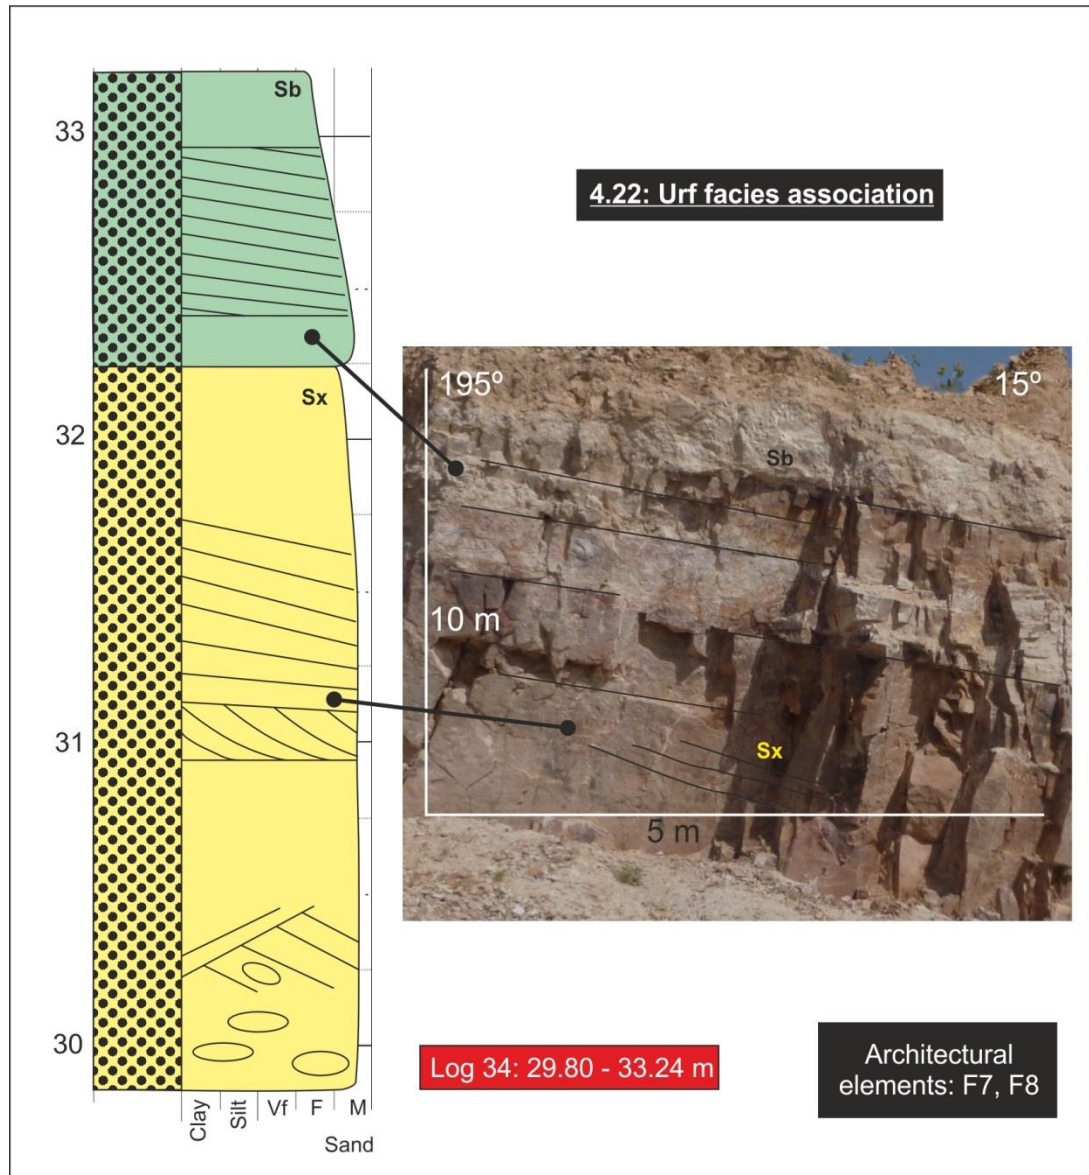 Sb
33
4.22: Urf facies association
Sx
32
195º
15º
Sb
10 m
31
Sx
5 m
30
Log 34: 29.80 - 33.24 m
Architectural
elements: F7, F8
Clay
Silt
Vf
F
M
Sand